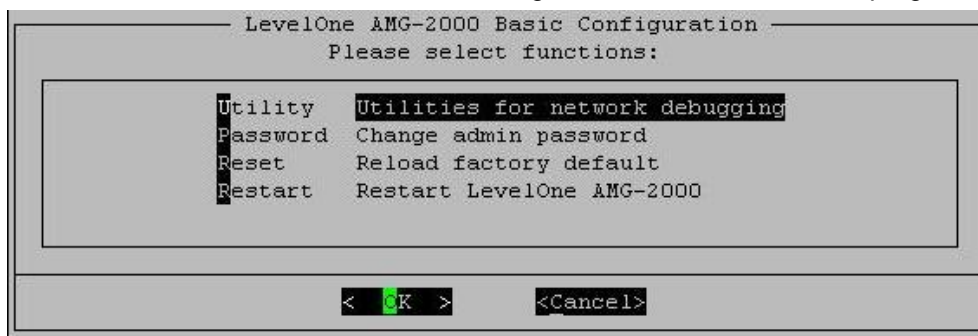 LevelOne AMG-2000 Basic Configuration
Please select functions:
Utility Utilities for network debugging
Password Change admin password
Reset Reload factory default
Restart Restart LevelOne AMG-2000
< OK > <Cancel>